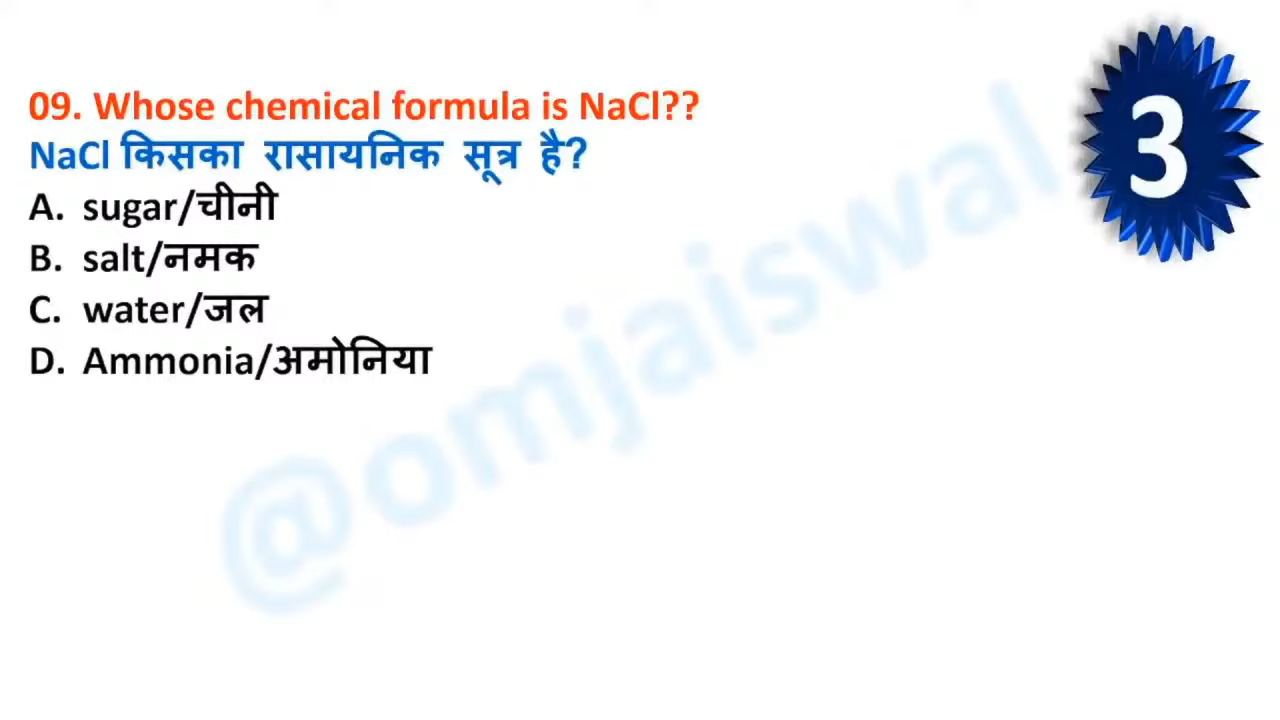 09. Whose chemical formula is NaCl??
NaCl किसका रासायनिक सूत्र है?
A. sugar/चीनी
B. salt/नमक
C. water/जल
D. Ammonia/अमोनिया
3
@omjaiswal